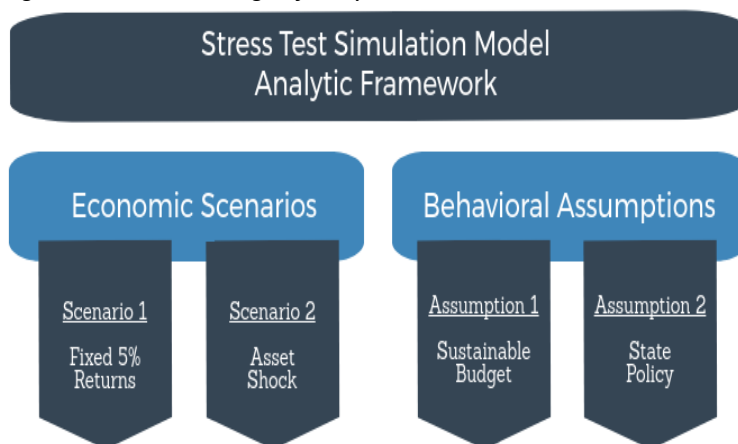 Stress Test Simulation Model
Analytic Framework
Economic Scenarios
Behavioral Assumptions
Scenario 1
Fixed 5%
Returns
Scenario 2
Asset
Shock
Assumption 1
Sustainable
Budget
Assumption 2
State
Policy